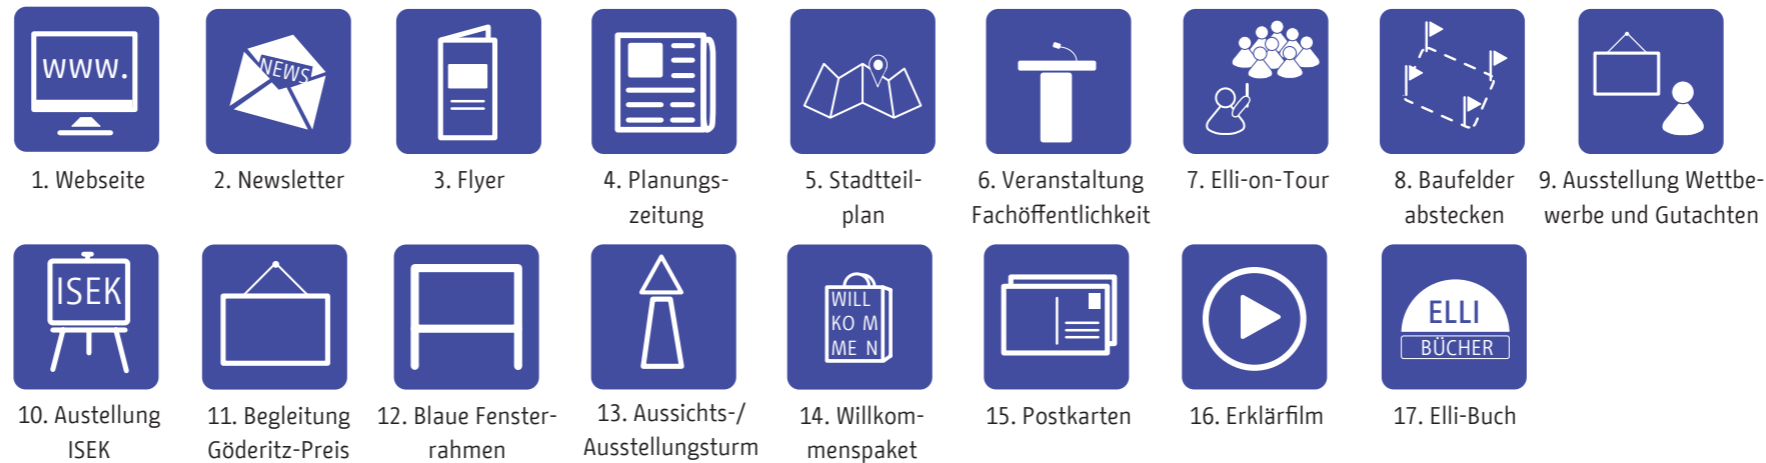 www.
NEWS
1. Webseite
2. Newsletter
3. Flyer
4. Planungs-
zeitung
5. Stadtteil-
plan
6. Veranstaltung
Fachöffentlichkeit
7. Elli-on-Tour
8. Baufelder
abstecken
9. Ausstellung Wettbe-
werbe und Gutachten
ISEK
WILL
KO M
ME N
ELLI
BÜCHER
10. Austellung
ISEK
11. Begleitung
Göderitz-Preis
12. Blaue Fenster-
rahmen
13. Aussichts-/
Ausstellungsturm
14. Willkom-
menspaket
15. Postkarten
16. Erklärfilm
17. Elli-Buch